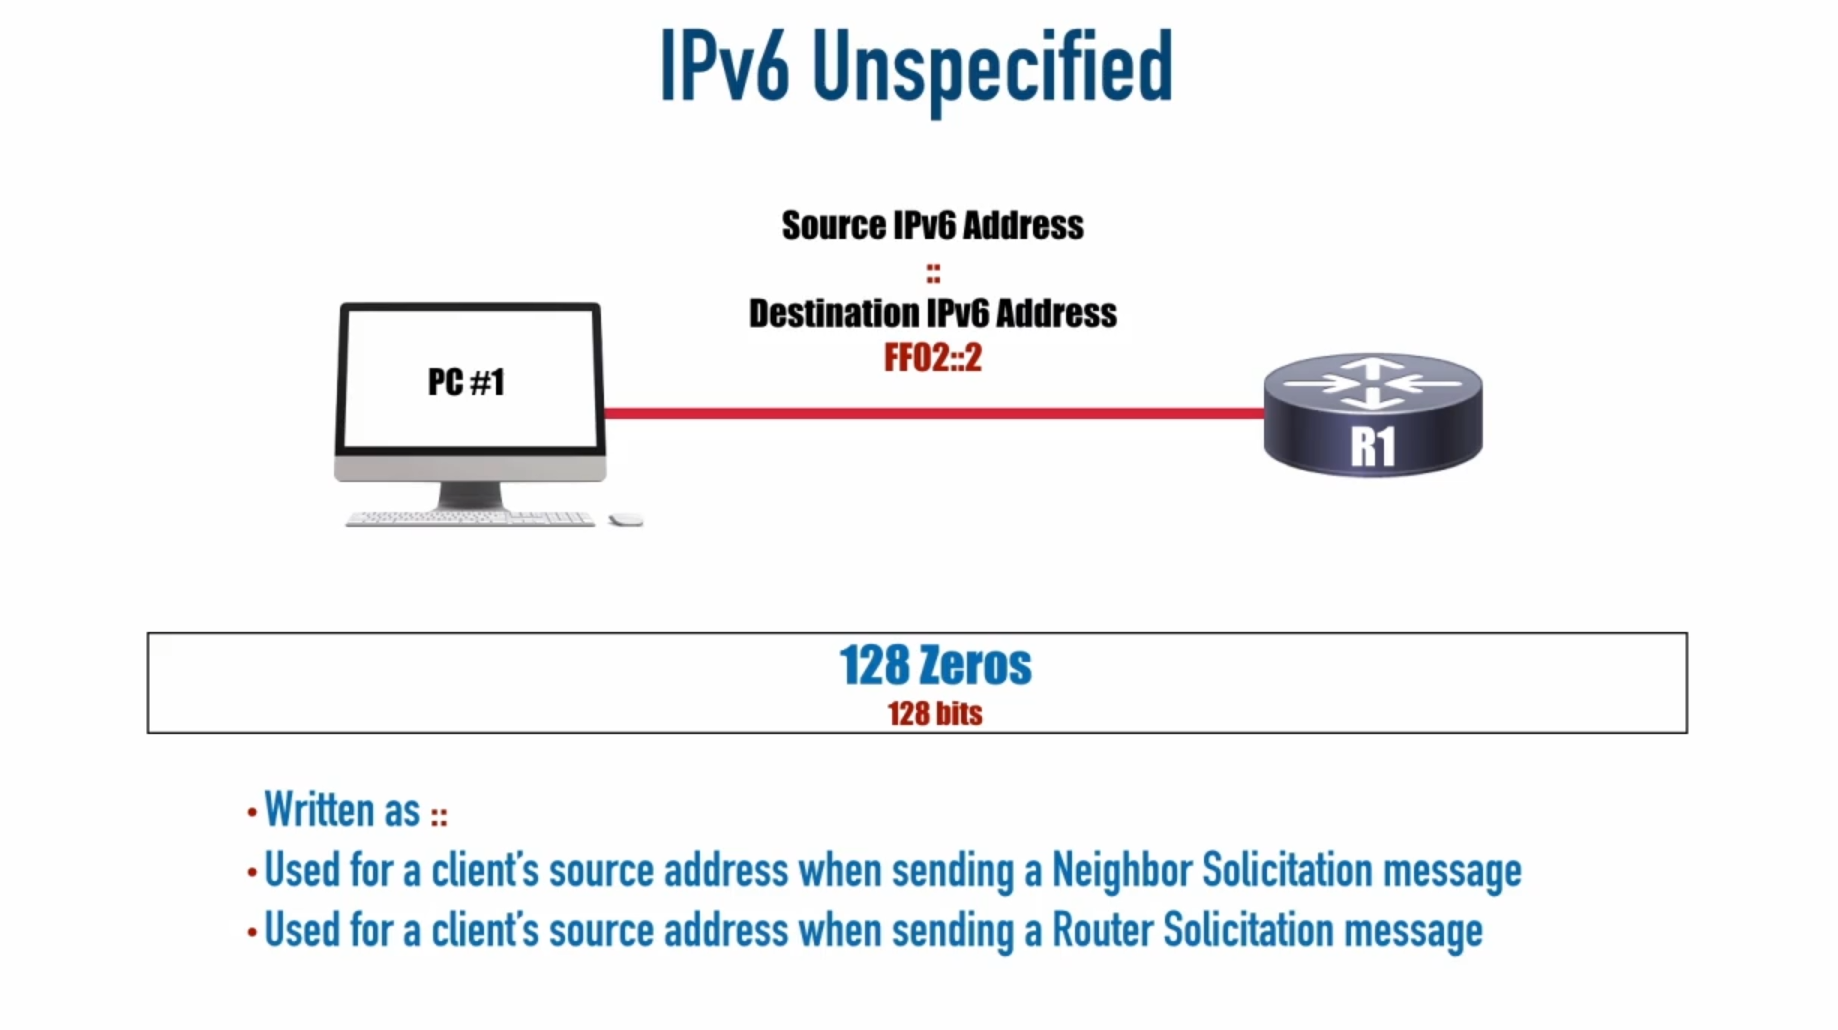 IPv6 Unspecified
Source IPv6 Address
::
Destination IPv6 Address
FF02::2
PC #1
R1
128 Zeros
128 bits
• Written as ::
• Used for a client’s source address when sending a Neighbor Solicitation message
• Used for a client’s source address when sending a Router Solicitation message